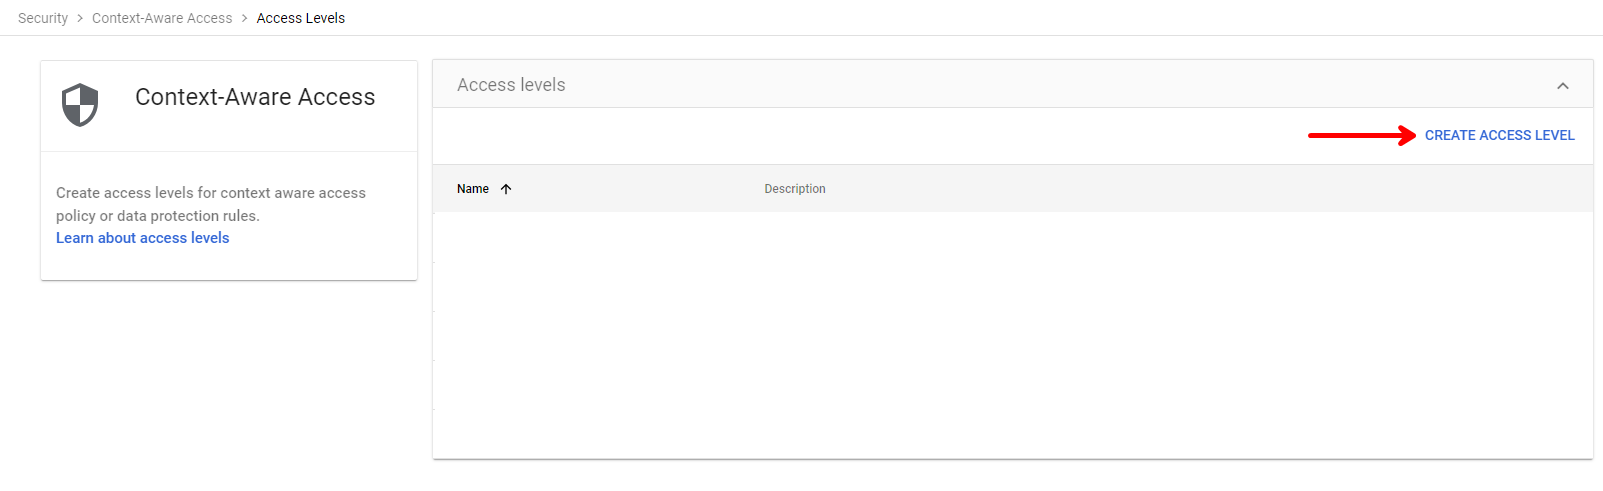 Security > Context-Aware Access > Access Levels
Context-Aware Access
Create access levels for context aware access
policy or data protection rules.
Learn about access levels
Access levels
CREATE ACCESS LEVEL
Name Description